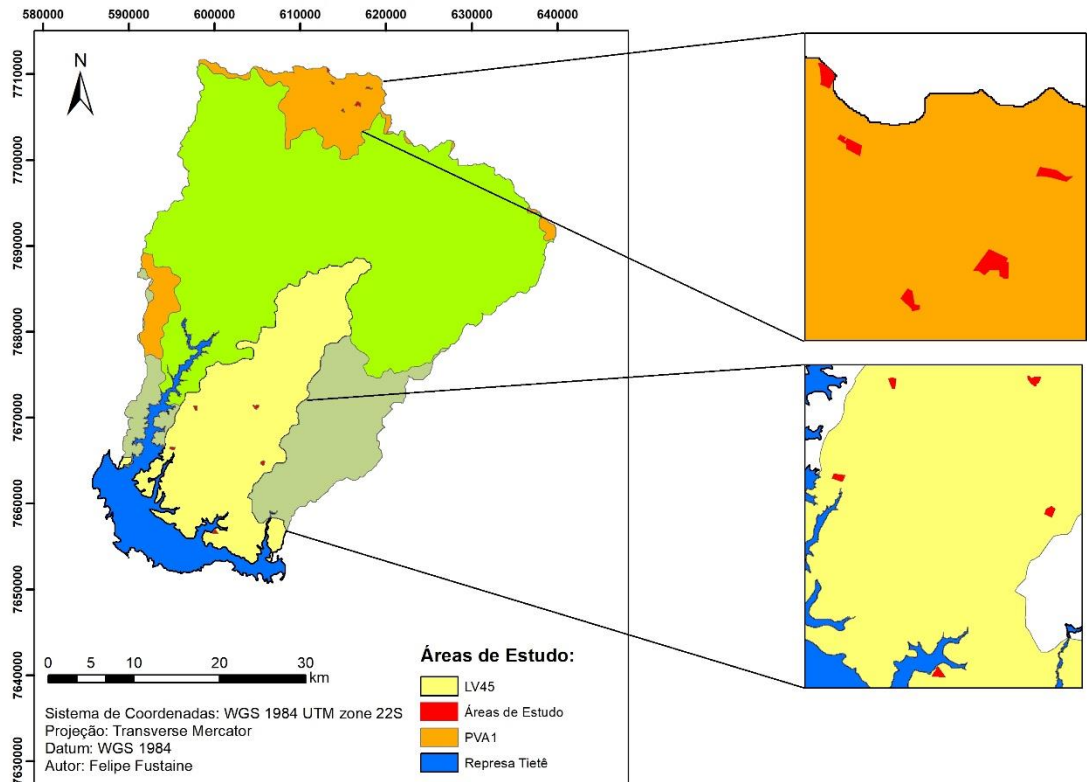 580000 590000 600000 610000 620000 630000 640000
7710000
7700000
7690000
7680000
7670000
7660000
7650000
7640000
7630000
N
0 5 10 20 30
km
Sistema de Coordenadas: WGS 1984 UTM zone 22S
Projeção: Transverse Mercator
Datum: WGS 1984
Autor: Felipe Fustaine
Áreas de Estudo:
LV45
Áreas de Estudo
PVA1
Represa Tietê